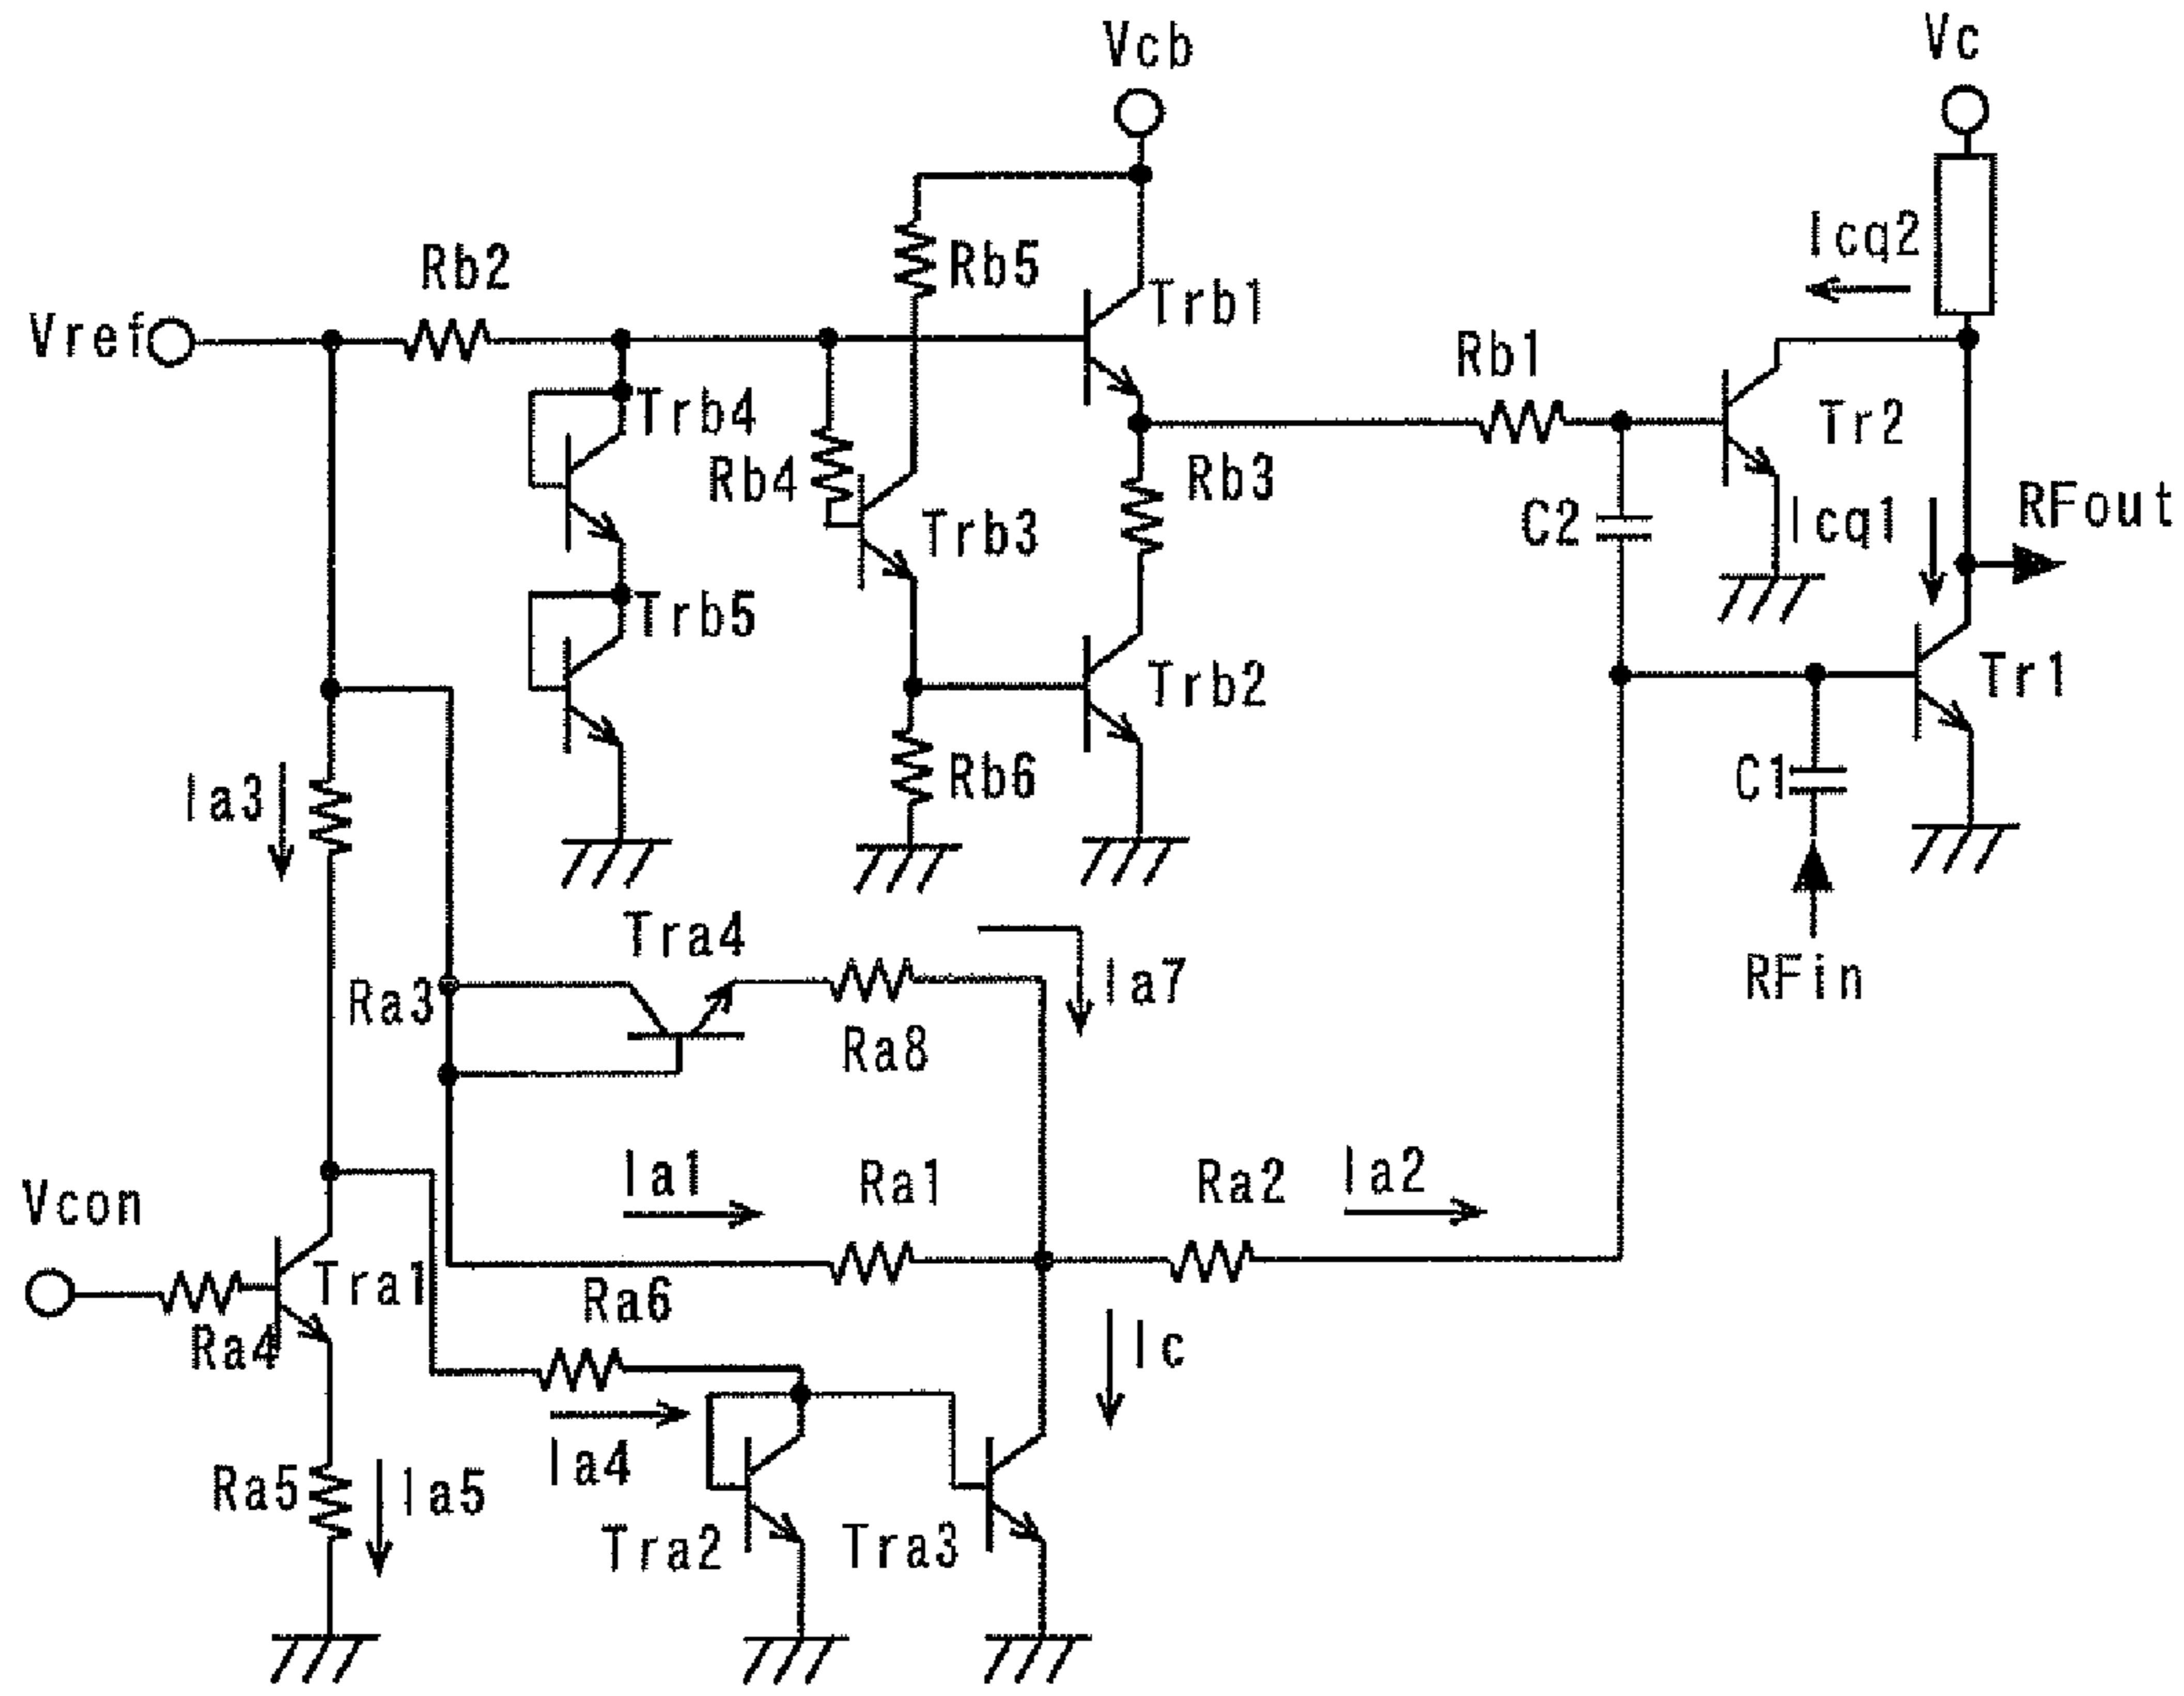 Vcb
Vc
Icq2
Rb2
Rb5
Trb1
Vref
Rb1
Trb4
Tr2
Rb4
Rb3
Trb3
C2
Icq1
RFout
Trb5
Trb2
Tr1
Ia3
Rb6
C1
Tra4
Ra3
Ia7
RFin
Ra8
Ia1
Ra1
Ra2
Ia2
Vcon
Tra1
Ra6
Ra4
Ic
Ia4
Ra5
Ia5
Tra2
Tra3